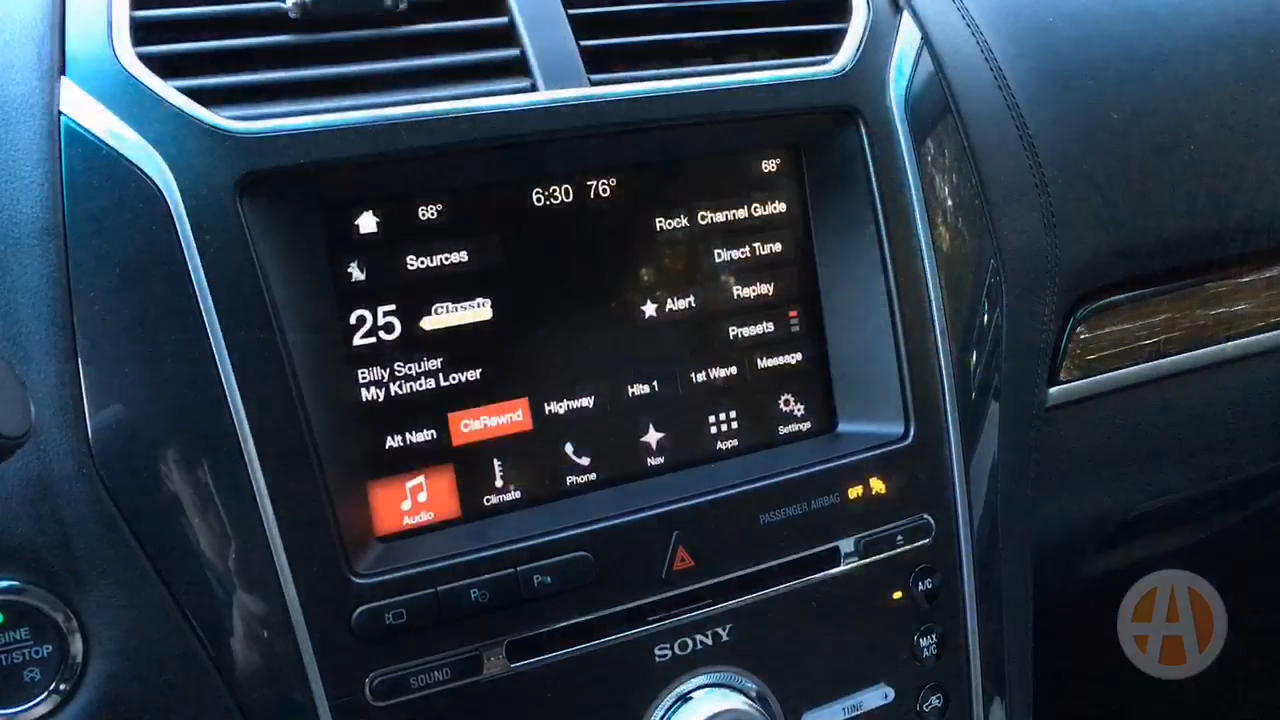 68°
6:30 76°
68°
Sources
Rock Channel Guide
Direct Tune
25 Classic
Alert
Replay
Presets
Billy Squier
My Kinda Lover
Alt Natn
ClsRewnd
Highway
Hits 1
1st Wave
Message
Audio
Climate
Phone
Nav
Apps
Settings
PASSENGER AIRBAG OFF
A/C
MAX
A/C
SONY
SOUND
TUNE +